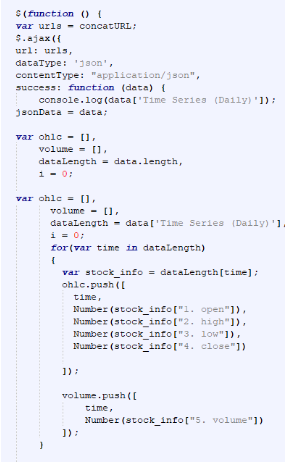 $(function () {
var urls = concatURL;
$.ajax({
url: urls,
dataType: 'json',
contentType: "application/json",
success: function (data) {
console.log(data['Time Series (Daily)']);
jsonData = data;
var ohlc = [],
volume = [],
dataLength = data.length,
i = 0;
var ohlc = [],
volume = [],
dataLength = data['Time Series (Daily)'],
i = 0;
for(var time in dataLength)
{
var stock_info = dataLength[time];
ohlc.push([
time,
Number(stock_info["1. open"]),
Number(stock_info["2. high"]),
Number(stock_info["3. low"]),
Number(stock_info["4. close"])
]);
volume.push([
time,
Number(stock_info["5. volume"])
]);
}